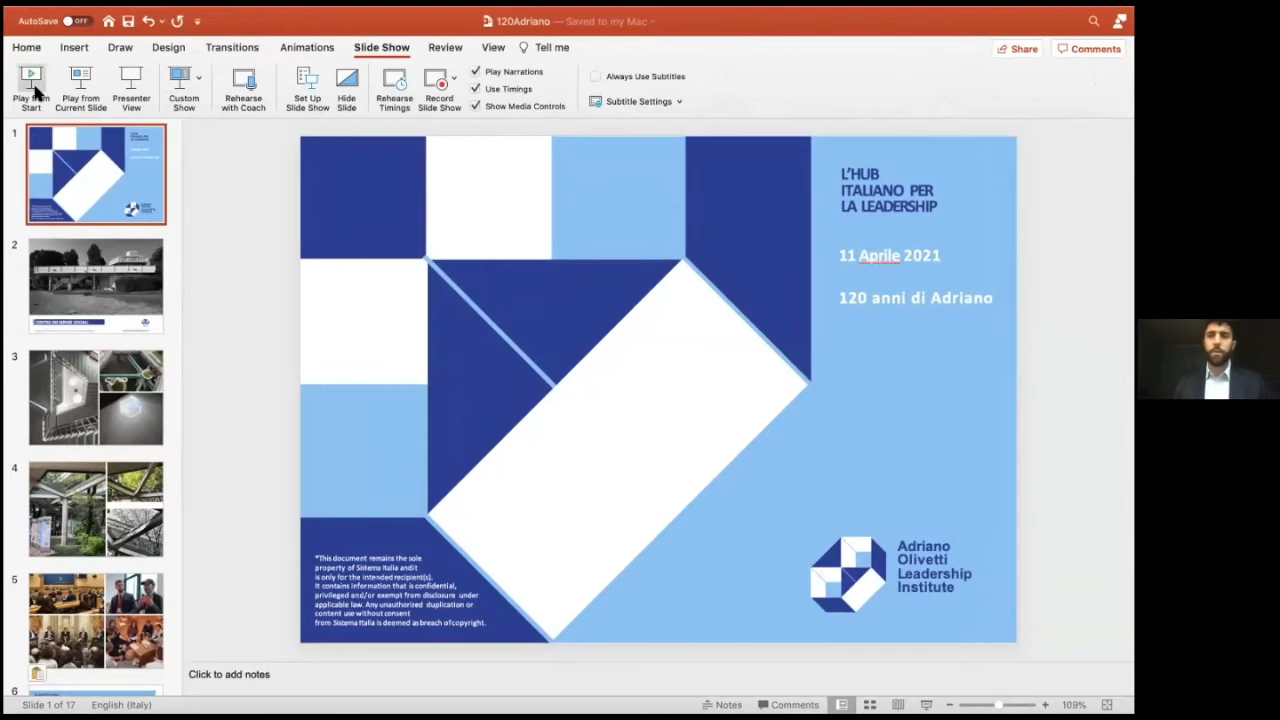 AutoSave OFF
120Adriano — Saved to my Mac
Home Insert Draw Design Transitions Animations Slide Show Review View Tell me
Share Comments
Play from Start
Play from Current Slide
Presenter View
Custom Show
Rehearse with Coach
Set Up Slide Show
Hide Slide
Rehearse Timings
Record Slide Show
Play Narrations
Use Timings
Show Media Controls
Always Use Subtitles
Subtitle Settings
1
2
3
4
5
6
L'HUB
ITALIANO PER
LA LEADERSHIP
11 Aprile 2021
120 anni di Adriano
*This document remains the sole
property of Sistema Italia andit
is only for the intended recipient(s).
It contains information that is confidential,
privileged and/or exempt from disclosure under
applicable law. Any unauthorized duplication or
content use without consent
from Sistema Italia is deemed as breach of copyright.
Adriano
Olivetti
Leadership
Institute
Click to add notes
Slide 1 of 17 English (Italy) Notes Comments 109%